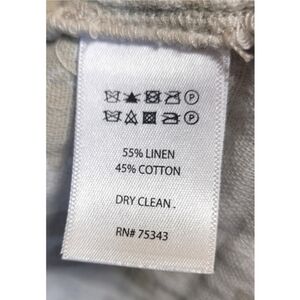 P
P
55% LINEN
45% COTTON
DRY CLEAN .
RN# 75343